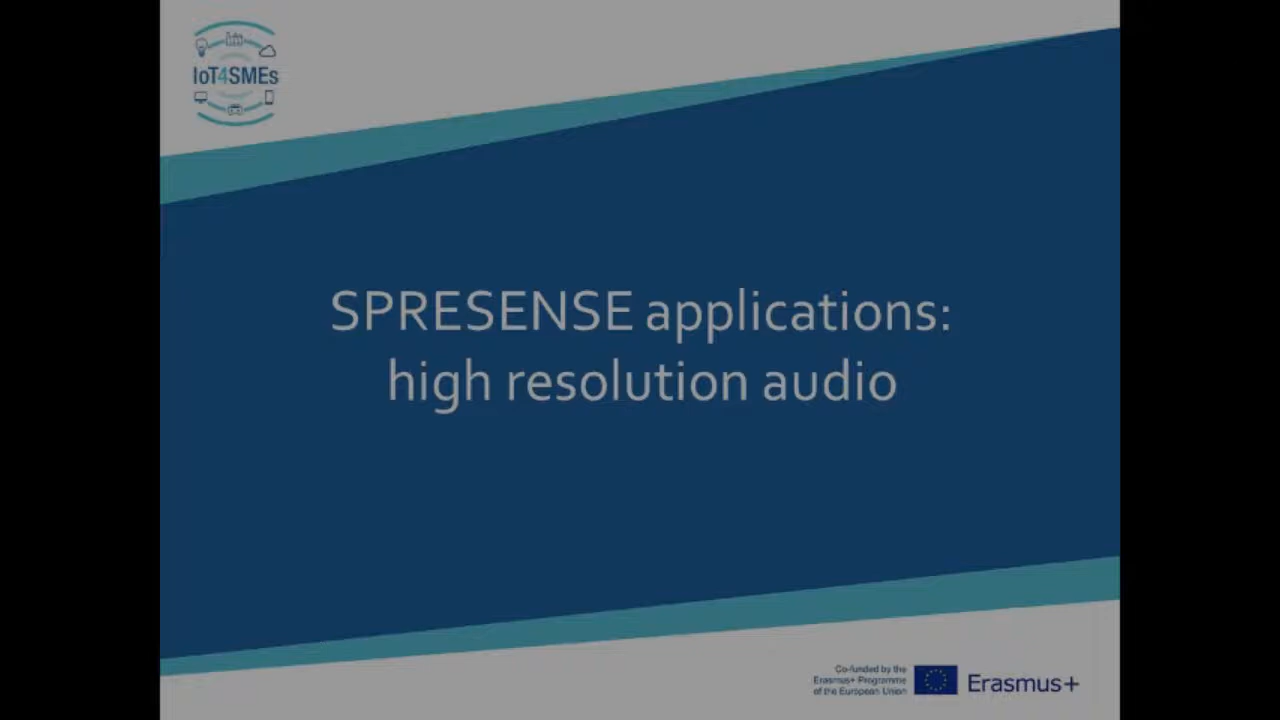 IoT4SMEs
SPRESENSE applications:
high resolution audio
Co-funded by the
Erasmus+ Programme
of the European Union
Erasmus+